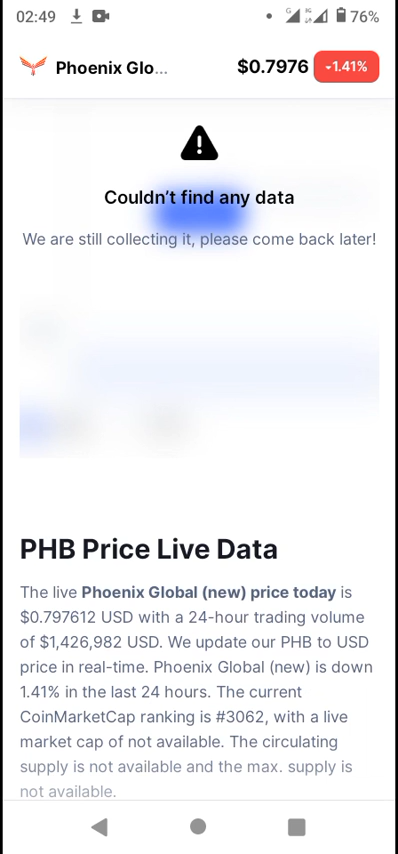 02:49 76%
Phoenix Glo... $0.7976 -1.41%
Couldn't find any data
We are still collecting it, please come back later!
PHB Price Live Data
The live Phoenix Global (new) price today is
$0.797612 USD with a 24-hour trading volume
of $1,426,982 USD. We update our PHB to USD
price in real-time. Phoenix Global (new) is down
1.41% in the last 24 hours. The current
CoinMarketCap ranking is #3062, with a live
market cap of not available. The circulating
supply is not available and the max. supply is
not available.